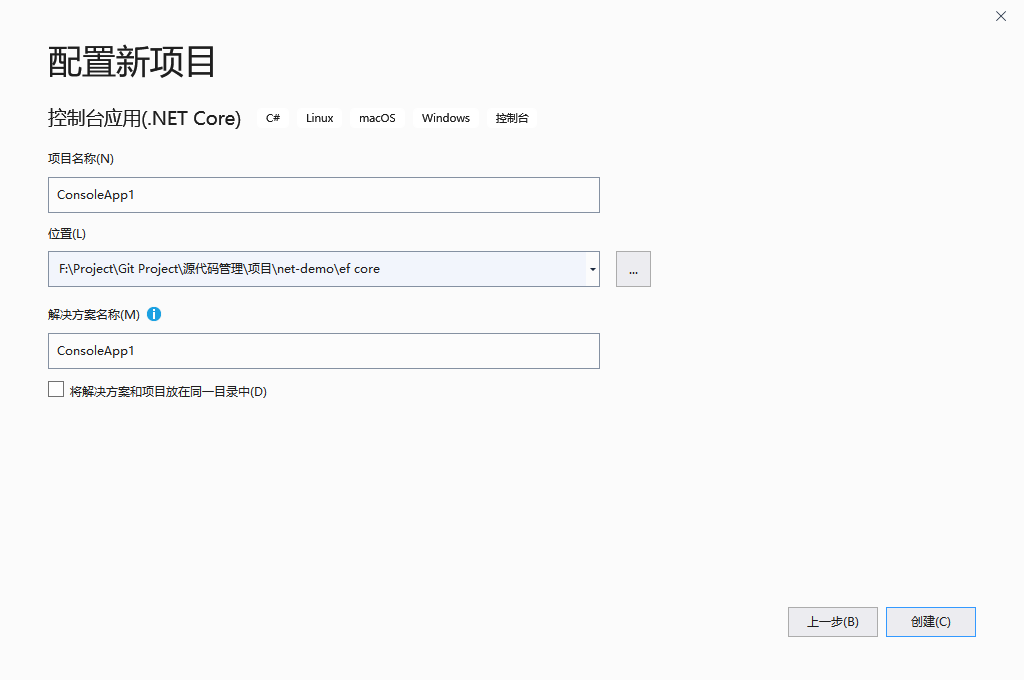 配置新项目
控制台应用(.NET Core) C# Linux macOS Windows 控制台
项目名称(N)
ConsoleApp1
位置(L)
F:\Project\Git Project\源代码管理\项目\net-demo\ef core
...
解决方案名称(M)
ConsoleApp1
将解决方案和项目放在同一目录中(D)
上一步(B) 创建(C)